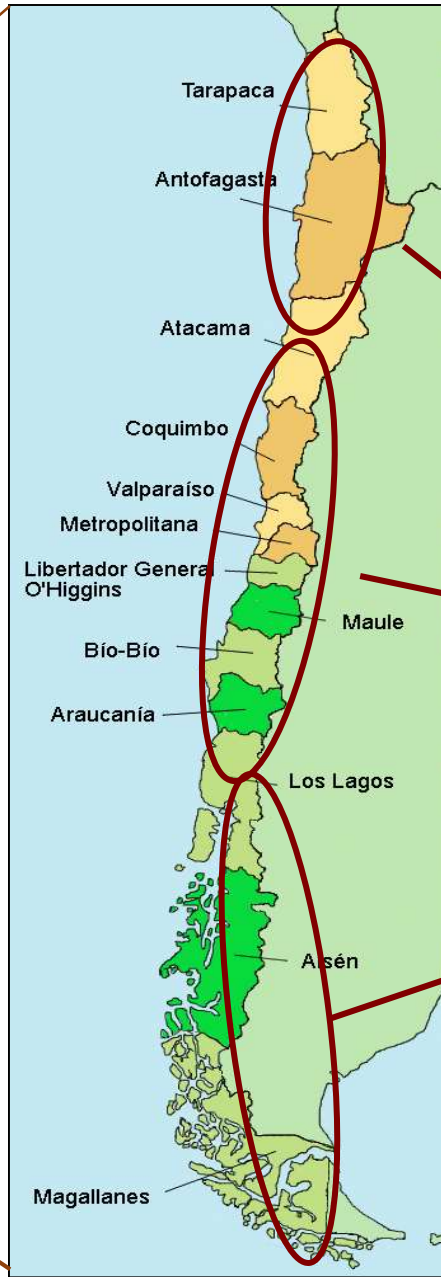 Tarapaca
Antofagasta
Atacama
Coquimbo
Valparaíso
Metropolitana
Libertador General
O'Higgins
Maule
Bío-Bío
Araucanía
Los Lagos
Aisén
Magallanes